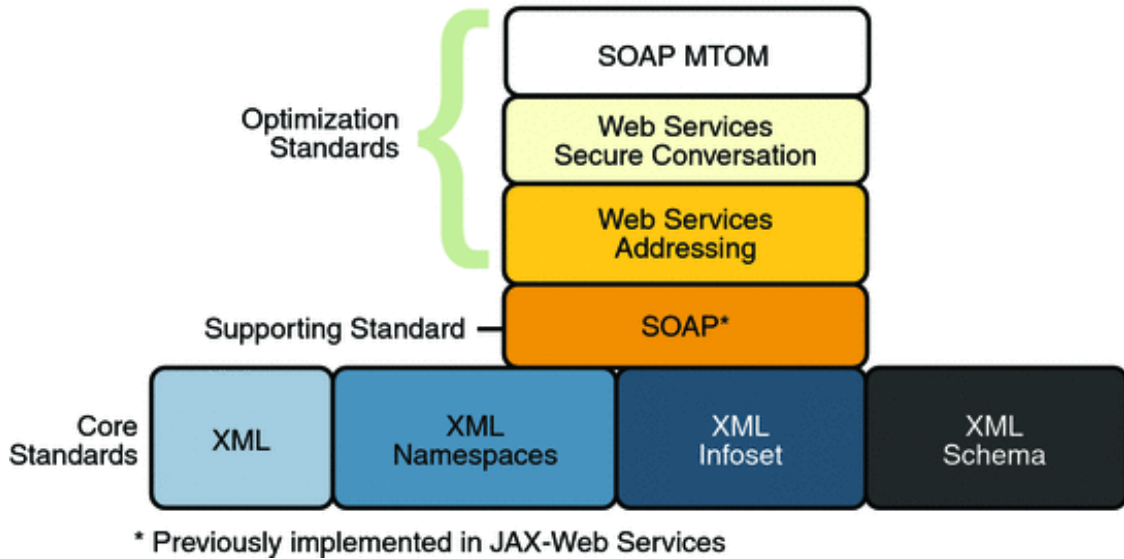 SOAP MTOM
Optimization
Standards
Web Services
Secure Conversation
Web Services
Addressing
Supporting Standard
SOAP*
Core
Standards
XML
XML
Namespaces
XML
Infoset
XML
Schema
* Previously implemented in JAX-Web Services